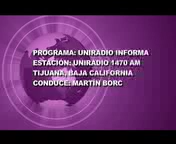 PROGRAMA: UNIRADIO INFORMA
ESTACIÓN: UNIRADIO 1470 AM
TIJUANA, BAJA CALIFORNIA
CONDUCE: MARTÍN BORC